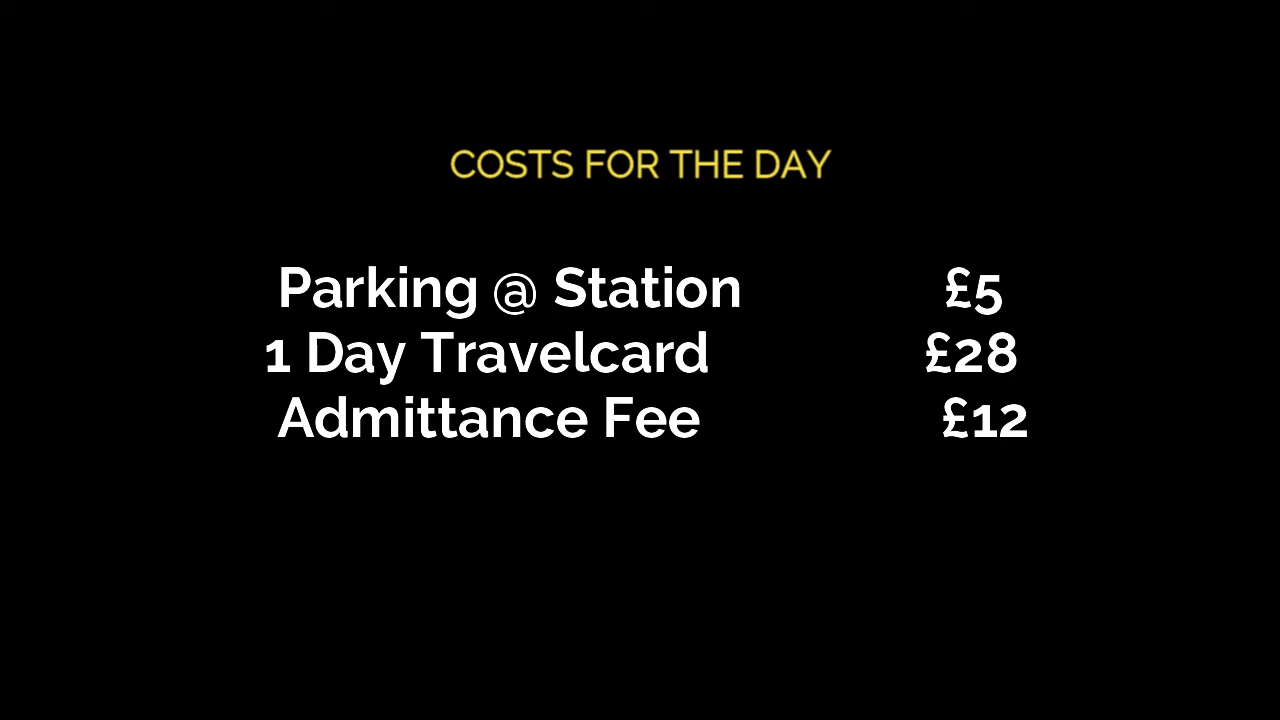 COSTS FOR THE DAY
Parking @ Station £5
1 Day Travelcard £28
Admittance Fee £12